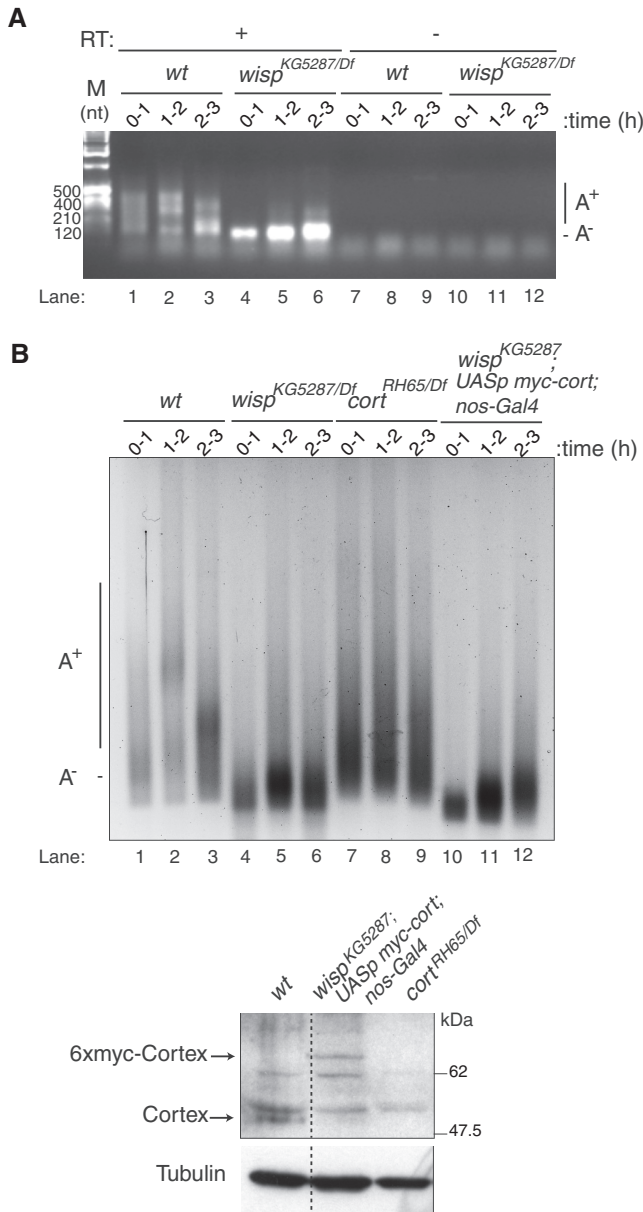 A
RT: + -
wt wisp^KG5287/Df wt wisp^KG5287/Df
M
(nt) 0-1 1-2 2-3 0-1 1-2 2-3 0-1 1-2 2-3 0-1 1-2 2-3 :time (h)
500
400
210
120
A+
- A-
Lane: 1 2 3 4 5 6 7 8 9 10 11 12
B
wt wisp^KG5287/Df cort^RH65/Df wisp^KG5287;
UASp myc-cort;
nos-Gal4
0-1 1-2 2-3 0-1 1-2 2-3 0-1 1-2 2-3 0-1 1-2 2-3 :time (h)
A+
A- -
Lane: 1 2 3 4 5 6 7 8 9 10 11 12
wt
wisp^KG5287;
UASp myc-cort;
nos-Gal4
cort^RH65/Df
kDa
6xmyc-Cortex
62
Cortex
47.5
Tubulin